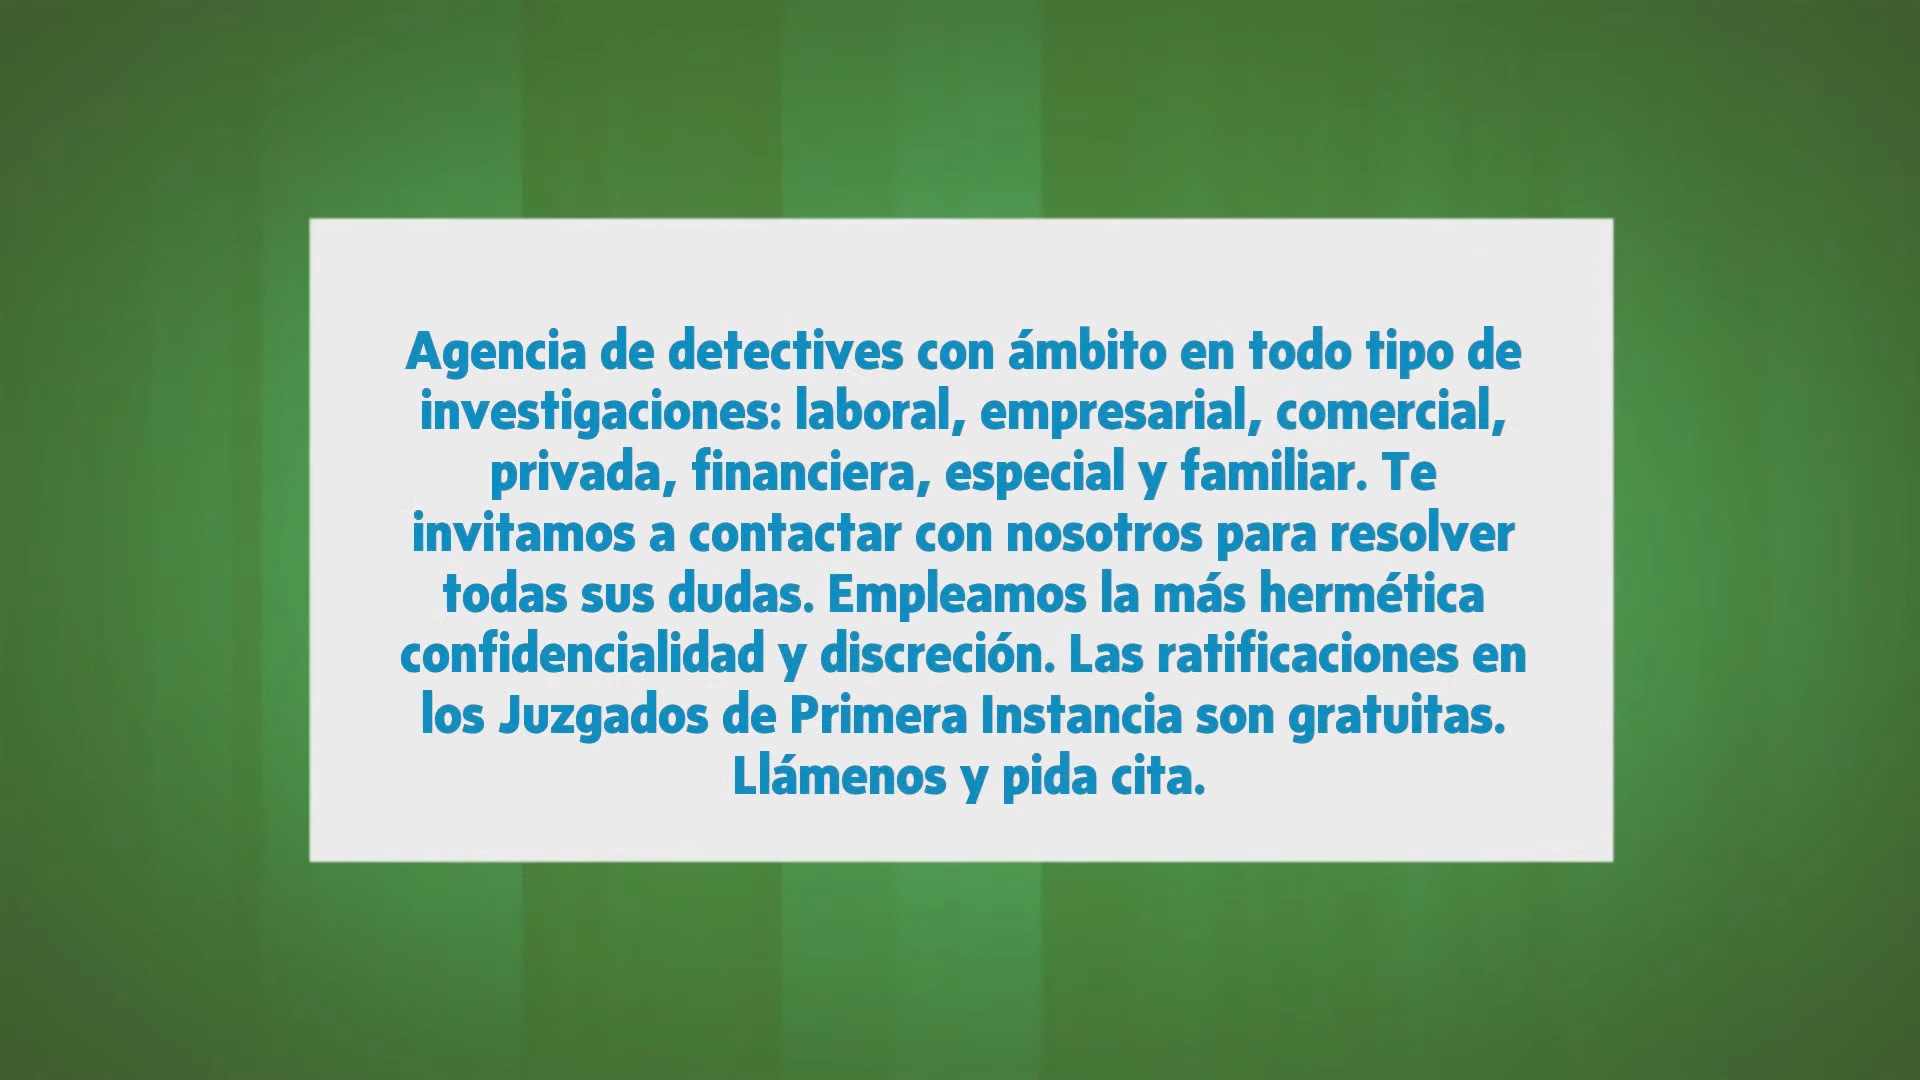 Agencia de detectives con ámbito en todo tipo de
investigaciones: laboral, empresarial, comercial,
privada, financiera, especial y familiar. Te
invitamos a contactar con nosotros para resolver
todas sus dudas. Empleamos la más hermética
confidencialidad y discreción. Las ratificaciones en
los Juzgados de Primera Instancia son gratuitas.
Llámenos y pida cita.